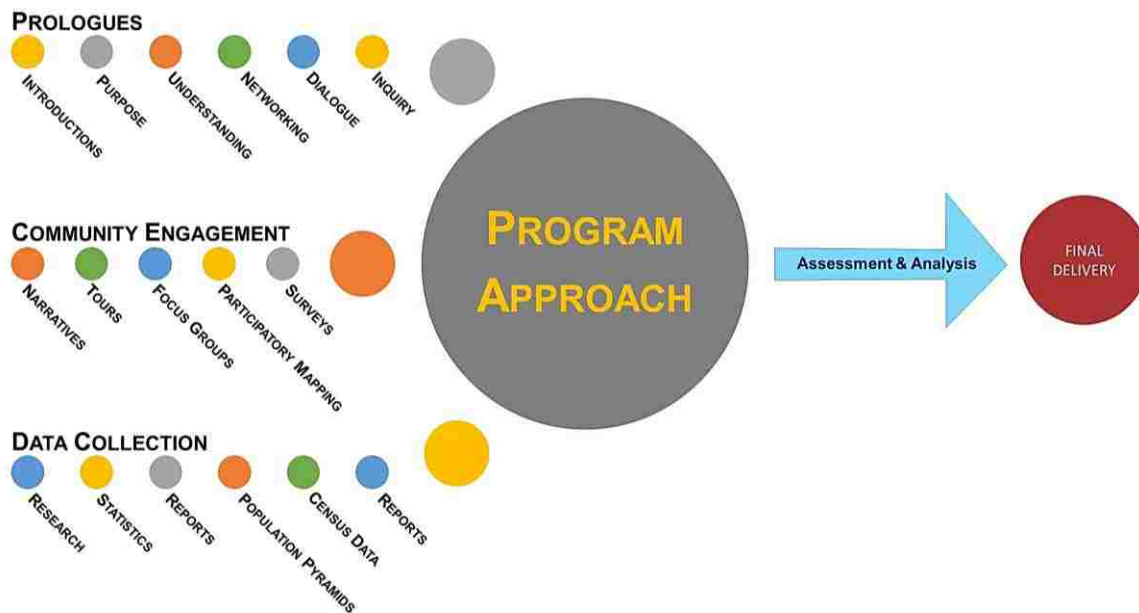 PROLOGUES
INTRODUCTIONS
PURPOSE
UNDERSTANDING
NETWORKING
DIALOGUE
INQUIRY
COMMUNITY ENGAGEMENT
NARRATIVES
TOURS
FOCUS GROUPS
PARTICIPATORY MAPPING
SURVEYS
DATA COLLECTION
RESEARCH
STATISTICS
REPORTS
POPULATION PYRAMIDS
CENSUS DATA
REPORTS
PROGRAM
APPROACH
Assessment & Analysis
FINAL
DELIVERY